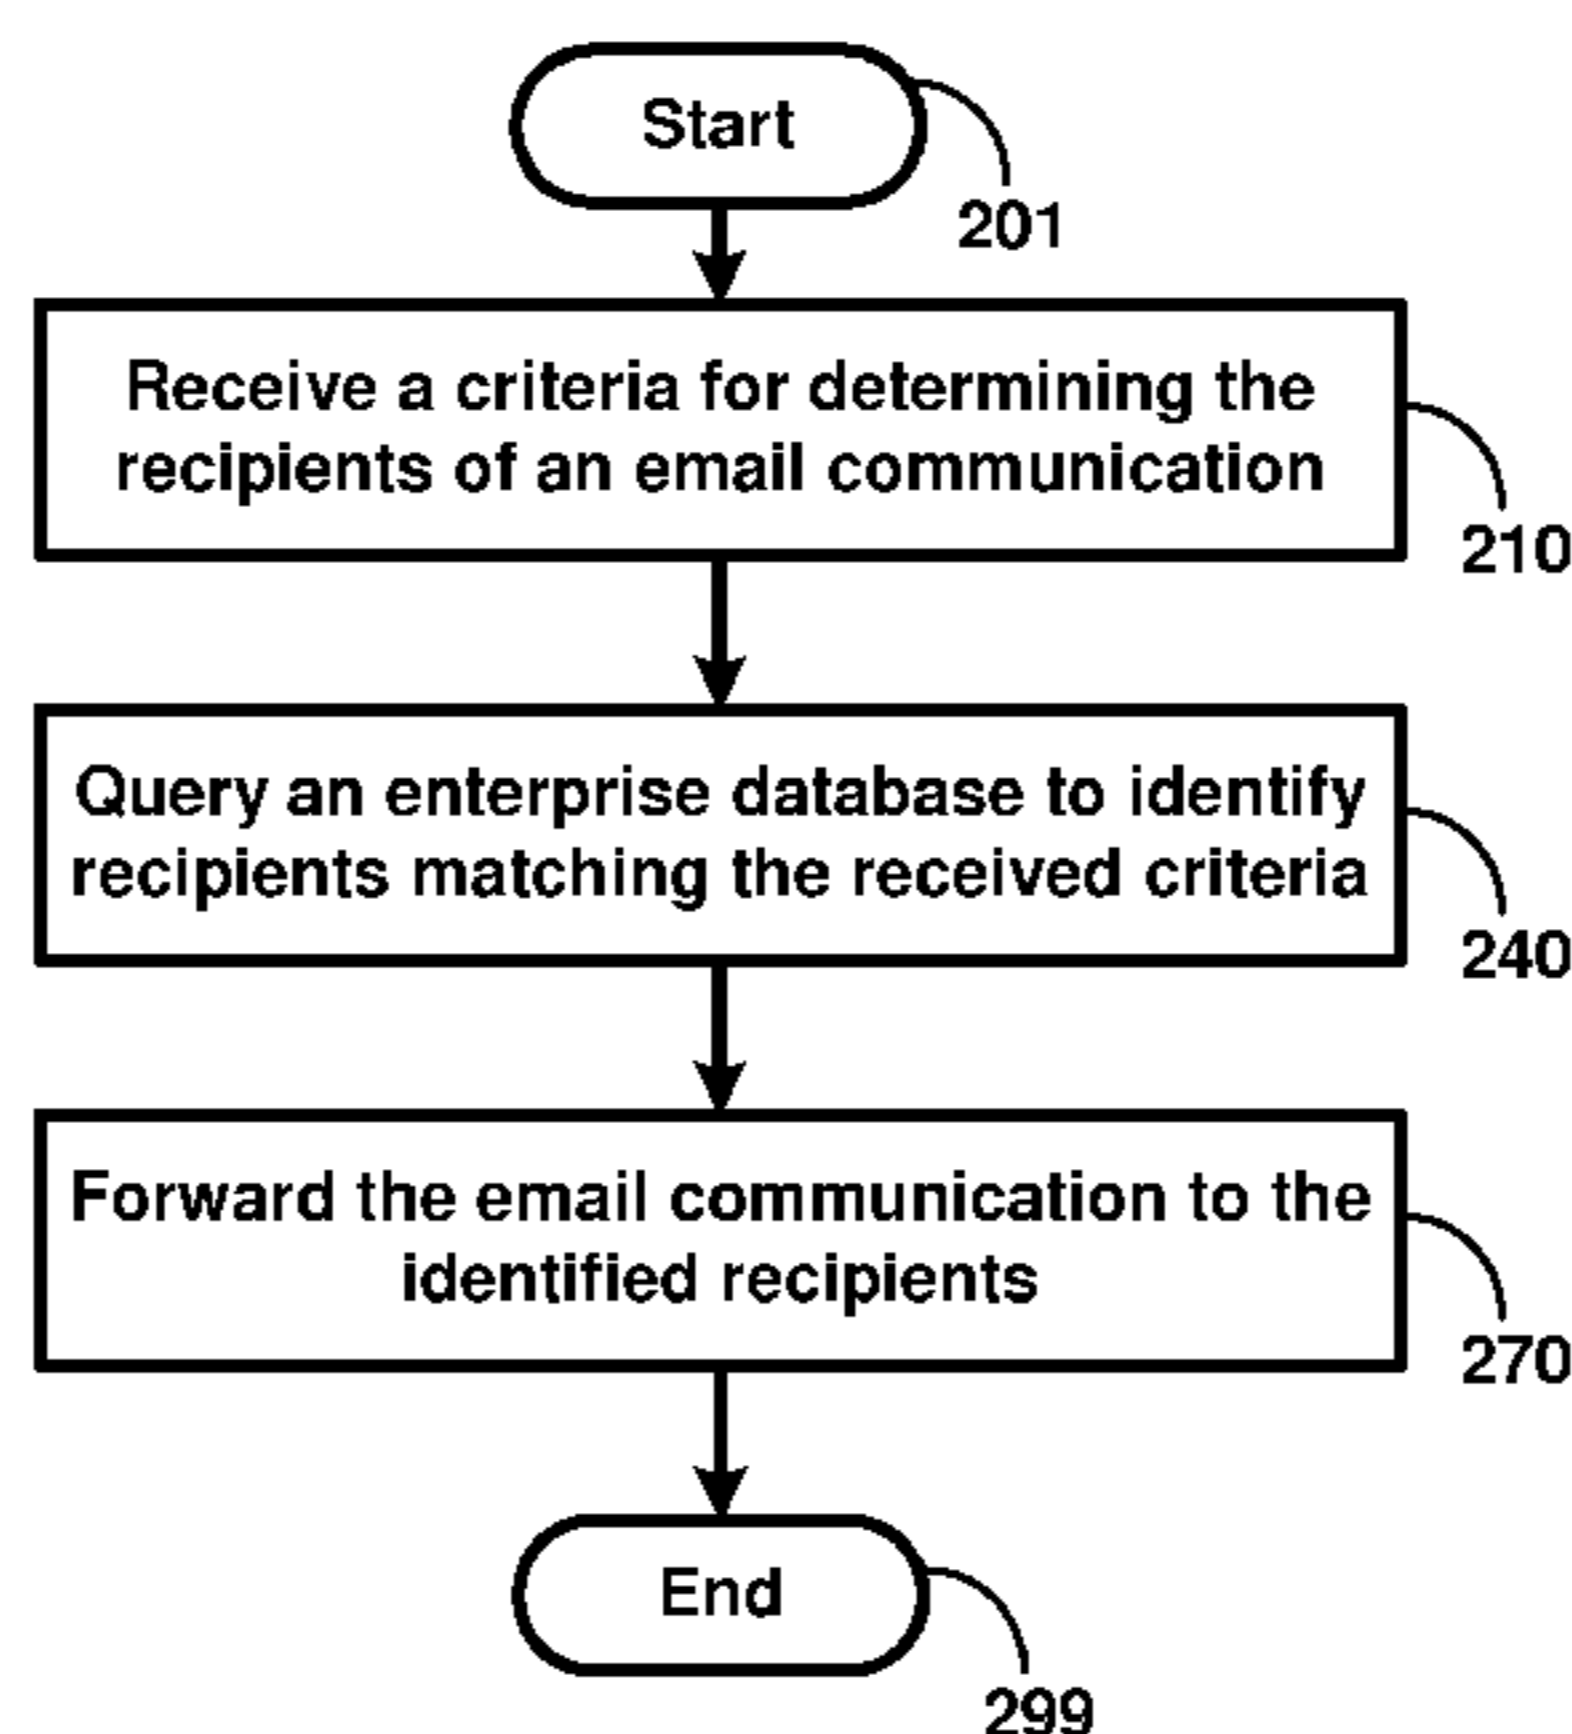 Start
201
Receive a criteria for determining the
recipients of an email communication
210
Query an enterprise database to identify
recipients matching the received criteria
240
Forward the email communication to the
identified recipients
270
End
299